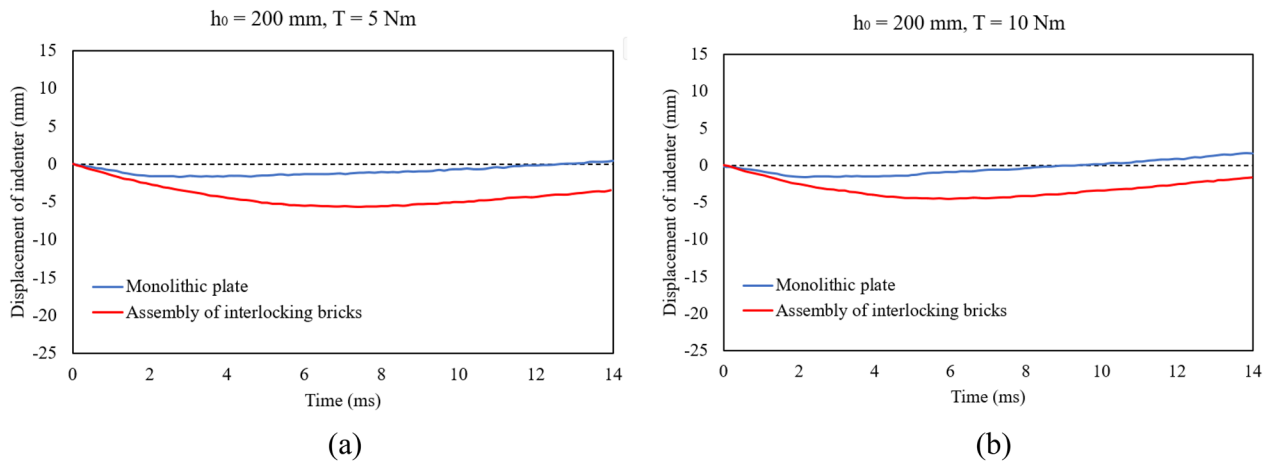 h₀ = 200 mm, T = 5 Nm
Displacement of indenter (mm)
15
10
5
0
-5
-10
-15
-20
-25
Monolithic plate
Assembly of interlocking bricks
0 2 4 6 8 10 12 14
Time (ms)
(a)
h₀ = 200 mm, T = 10 Nm
Displacement of indenter (mm)
15
10
5
0
-5
-10
-15
-20
-25
Monolithic plate
Assembly of interlocking bricks
0 2 4 6 8 10 12 14
Time (ms)
(b)